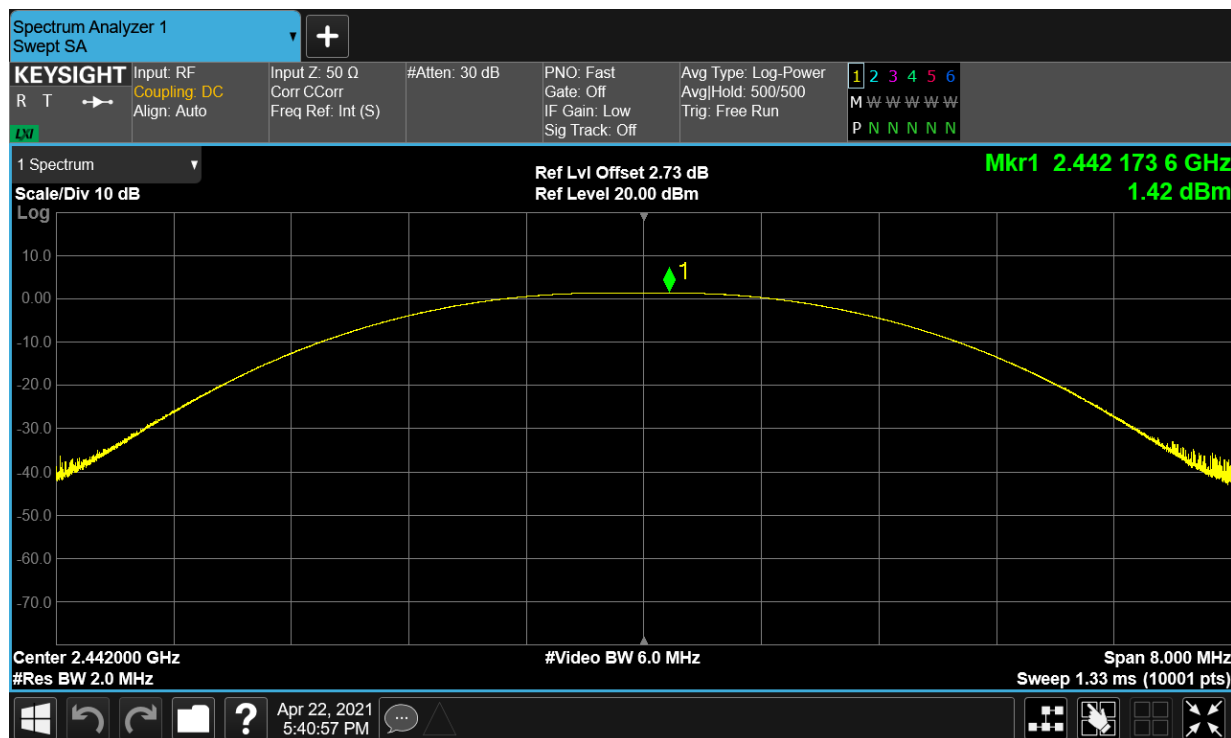 Spectrum Analyzer 1
Swept SA
KEYSIGHT
R T
LXI
Input: RF
Coupling: DC
Align: Auto
Input Z: 50 Ω
Corr CCorr
Freq Ref: Int (S)
#Atten: 30 dB
PNO: Fast
Gate: Off
IF Gain: Low
Sig Track: Off
Avg Type: Log-Power
Avg|Hold: 500/500
Trig: Free Run
1 2 3 4 5 6
M W W W W W
P N N N N N
1 Spectrum
Scale/Div 10 dB
Log
Ref Lvl Offset 2.73 dB
Ref Level 20.00 dBm
Mkr1 2.442 173 6 GHz
1.42 dBm
1
10.0
0.00
-10.0
-20.0
-30.0
-40.0
-50.0
-60.0
-70.0
Center 2.442000 GHz
#Res BW 2.0 MHz
#Video BW 6.0 MHz
Span 8.000 MHz
Sweep 1.33 ms (10001 pts)
?
Apr 22, 2021
5:40:57 PM